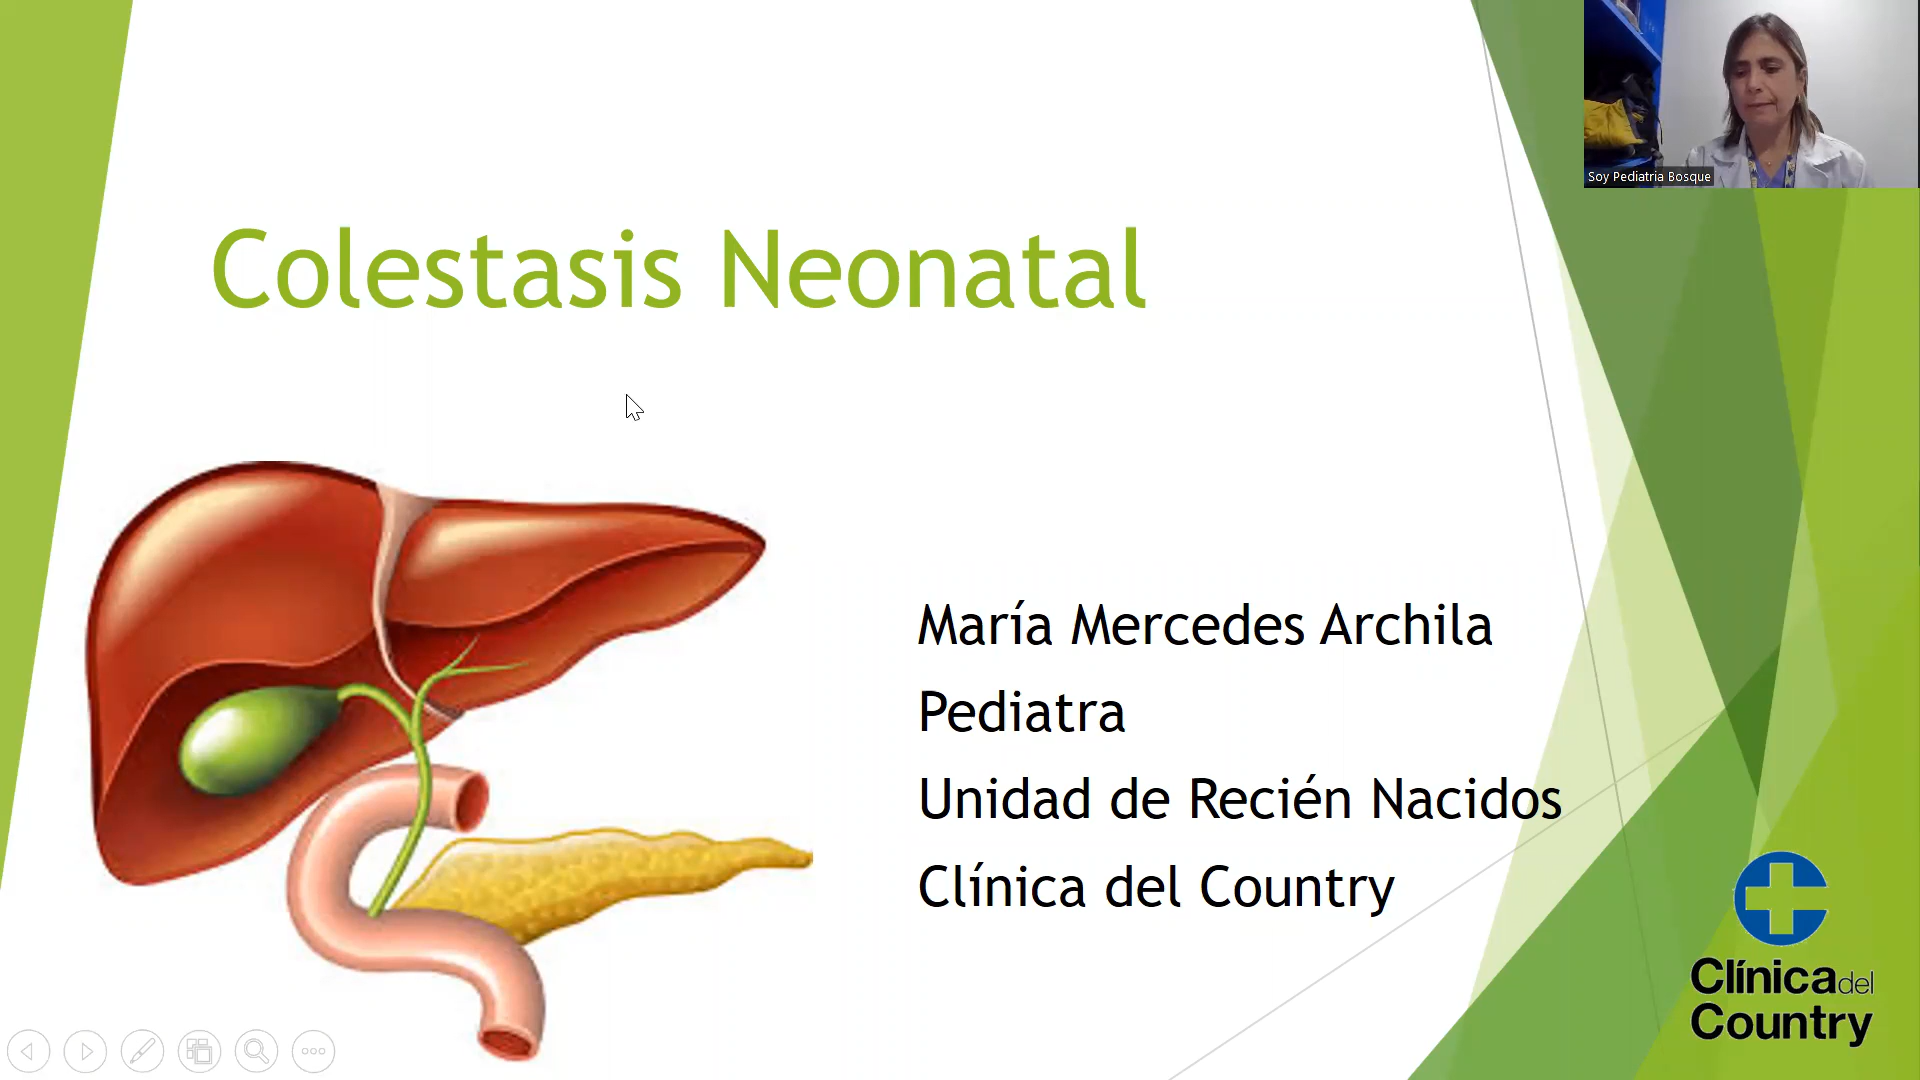 Soy Pediatria Bosque
Colestasis Neonatal
María Mercedes Archila
Pediatra
Unidad de Recién Nacidos
Clínica del Country
Clínica del
Country